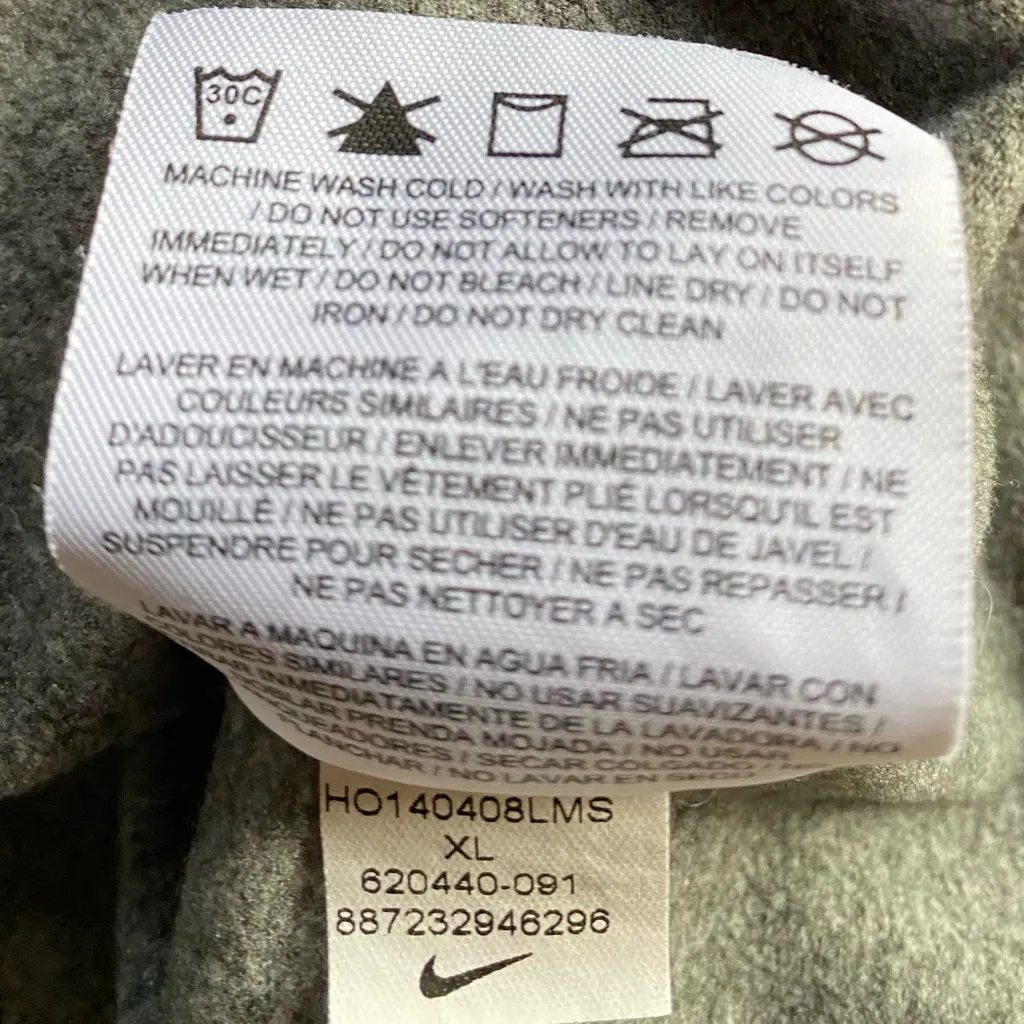 30C
MACHINE WASH COLD / WASH WITH LIKE COLORS
/ DO NOT USE SOFTENERS / REMOVE
IMMEDIATELY / DO NOT ALLOW TO LAY ON ITSELF
WHEN WET / DO NOT BLEACH / LINE DRY / DO NOT
IRON / DO NOT DRY CLEAN
LAVER EN MACHINE A L'EAU FROIDE / LAVER AVEC
COULEURS SIMILAIRES / NE PAS UTILISER
D'ADOUCISSEUR / ENLEVER IMMEDIATEMENT / NE
PAS LAISSER LE VÊTEMENT PLIÉ LORSQU'IL EST
MOUILLÉ / NE PAS UTILISER D'EAU DE JAVEL /
SUSPENDRE POUR SECHER / NE PAS REPASSER /
NE PAS NETTOYER A SEC
LAVAR A MAQUINA EN AGUA FRIA / LAVAR CON
SIMILARES / NO USAR SUAVIZANTES /
INMEDIATAMENTE DE LA LAVADORA / NO
PRENDA MOJADA / NO USAR
SECAR COLGADO /
/ NO LAVAR EN SECO
HO140408LMS
XL
620440-091
887232946296